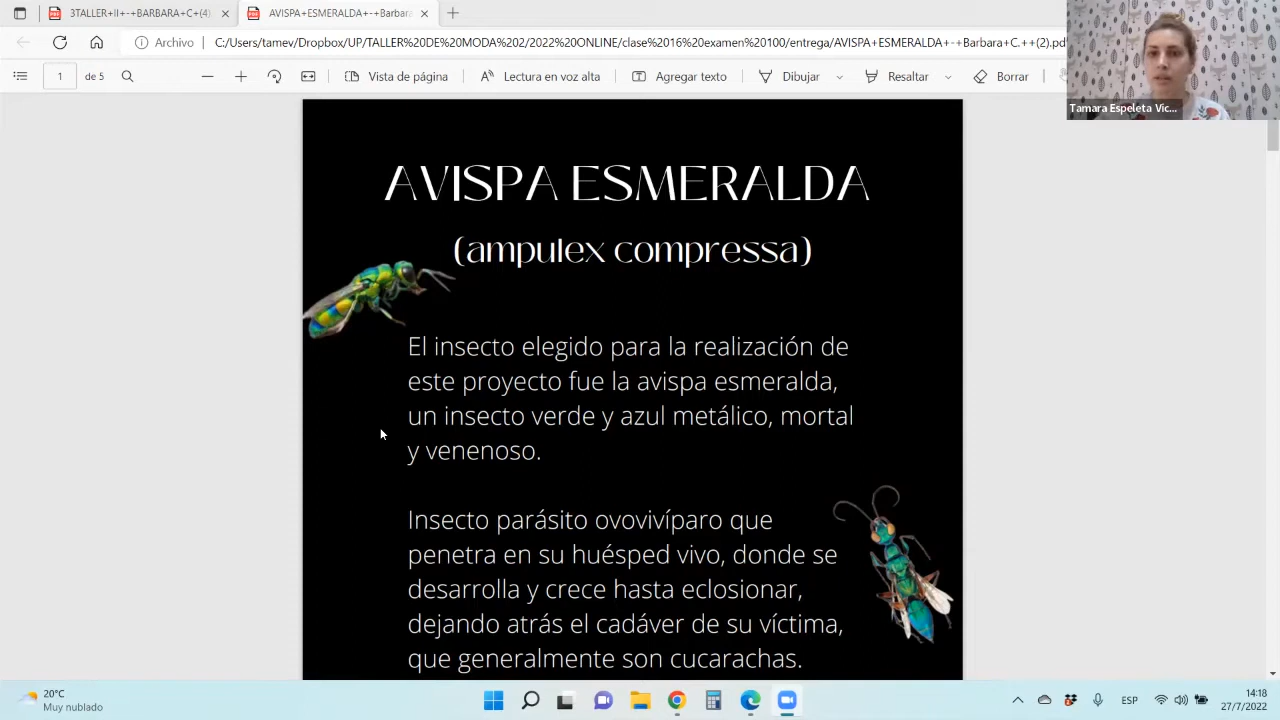 3TALLER+II+-+BARBARA+C+(4)
AVISPA+ESMERALDA+-+Barbara
Archivo
C:/Users/tamev/Dropbox/UP/TALLER%20DE%20MODA%202/2022%20ONLINE/clase%2016%20examen%20100/entrega/AVISPA+ESMERALDA+-+Barbara+C.++(2).pdf
1 de 5
Vista de página
Lectura en voz alta
Agregar texto
Dibujar
Resaltar
Borrar
Tamara Espeleta Vic...
AVISPA ESMERALDA
(ampulex compressa)
El insecto elegido para la realización de
este proyecto fue la avispa esmeralda,
un insecto verde y azul metálico, mortal
y venenoso.
Insecto parásito ovovivíparo que
penetra en su huésped vivo, donde se
desarrolla y crece hasta eclosionar,
dejando atrás el cadáver de su víctima,
que generalmente son cucarachas.
20°C
Muy nublado
ESP
14:18
27/7/2022